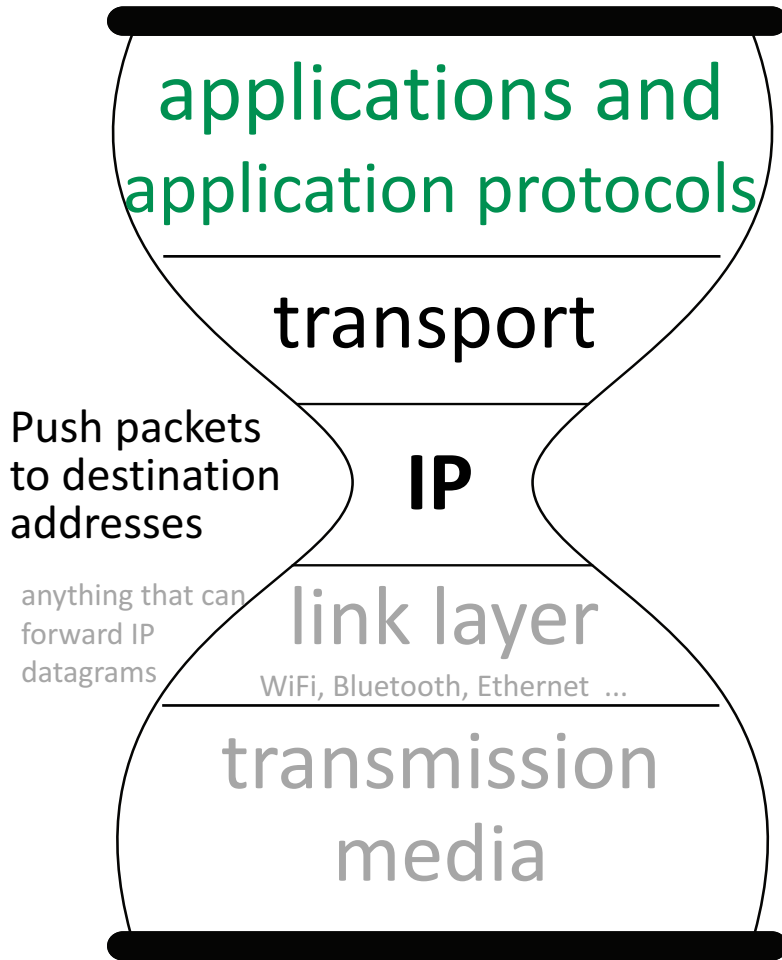 applications and
application protocols
transport
Push packets
to destination
addresses
IP
anything that can
forward IP
datagrams
link layer
WiFi, Bluetooth, Ethernet ...
transmission
media